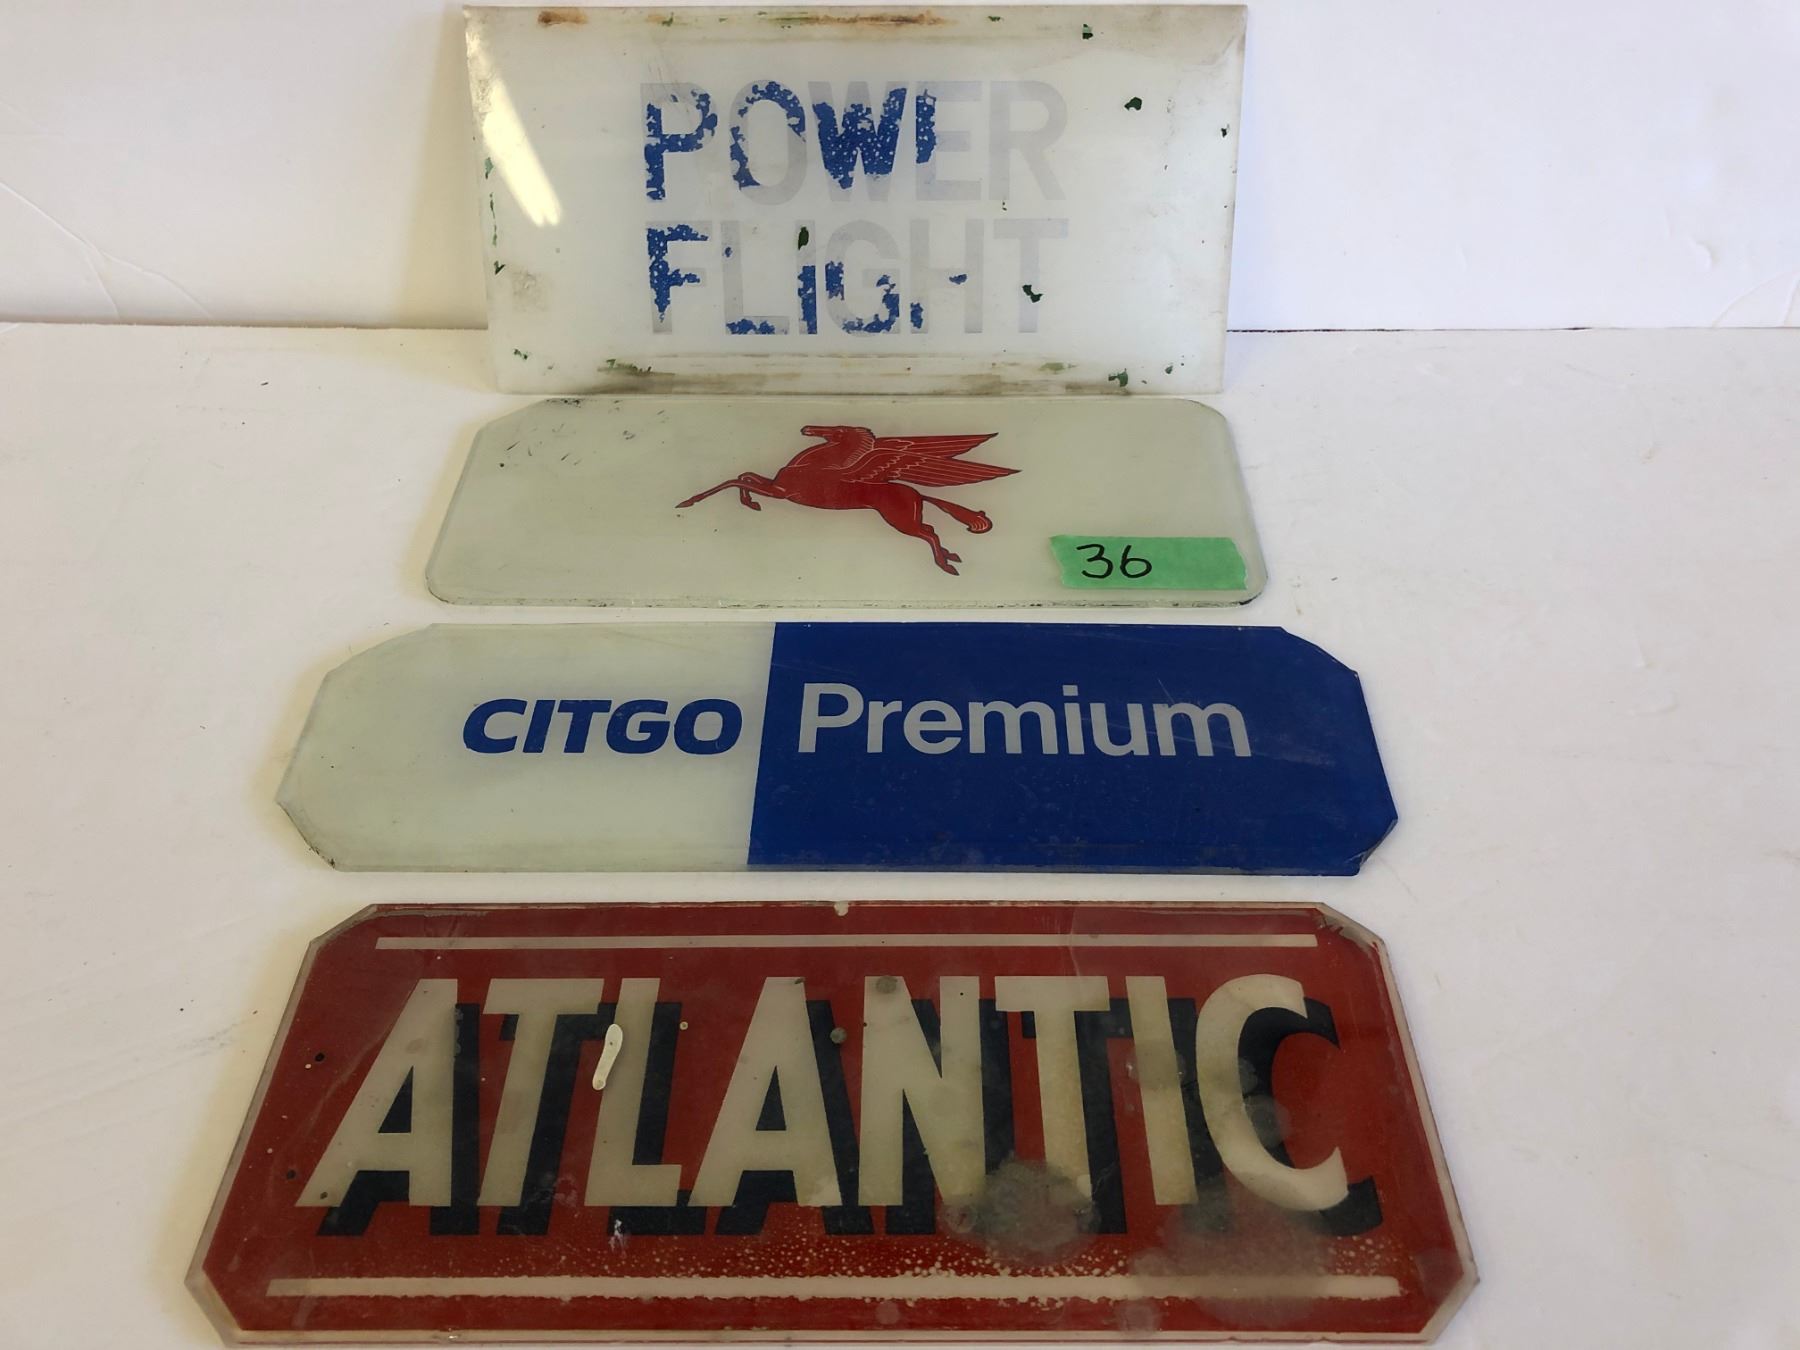 POWER
FLIGHT
36
CITGO Premium
ATLANTIC